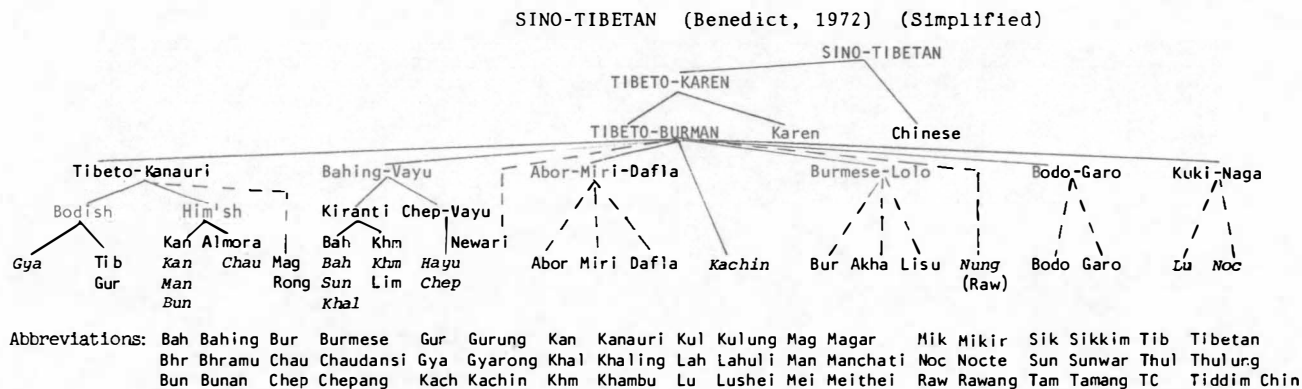 SINO-TIBETAN (Benedict, 1972) (Simplified)
SINO-TIBETAN
TIBETO-KAREN
TIBETO-BURMAN Karen Chinese
Tibeto-Kanauri Bahing-Vayu Abor-Miri-Dafla Burmese-Lolo Bodo-Garo Kuki-Naga
Bodish Him'sh Kiranti Chep-Vayu
Kan Almora Bah Khm Newari
Gya Tib Kan Chau Mag Bah Khm Hayu Abor Miri Dafla Kachin Bur Akha Lisu Nung Bodo Garo Lu Noc
Gur Man Rong Sun Lim Chep (Raw)
Bun Khal
Abbreviations: Bah Bahing Bur Burmese Gur Gurung Kan Kanauri Kul Kulung Mag Magar Mik Mikir Sik Sikkim Tib Tibetan
Bhr Bhramu Chau Chaudansi Gya Gyarong Khal Khaling Lah Lahuli Man Manchati Noc Nocte Sun Sunwar Thul Thulung
Bun Bunan Chep Chepang Kach Kachin Khm Khambu Lu Lushei Mei Meithei Raw Rawang Tam Tamang TC Tiddim Chin